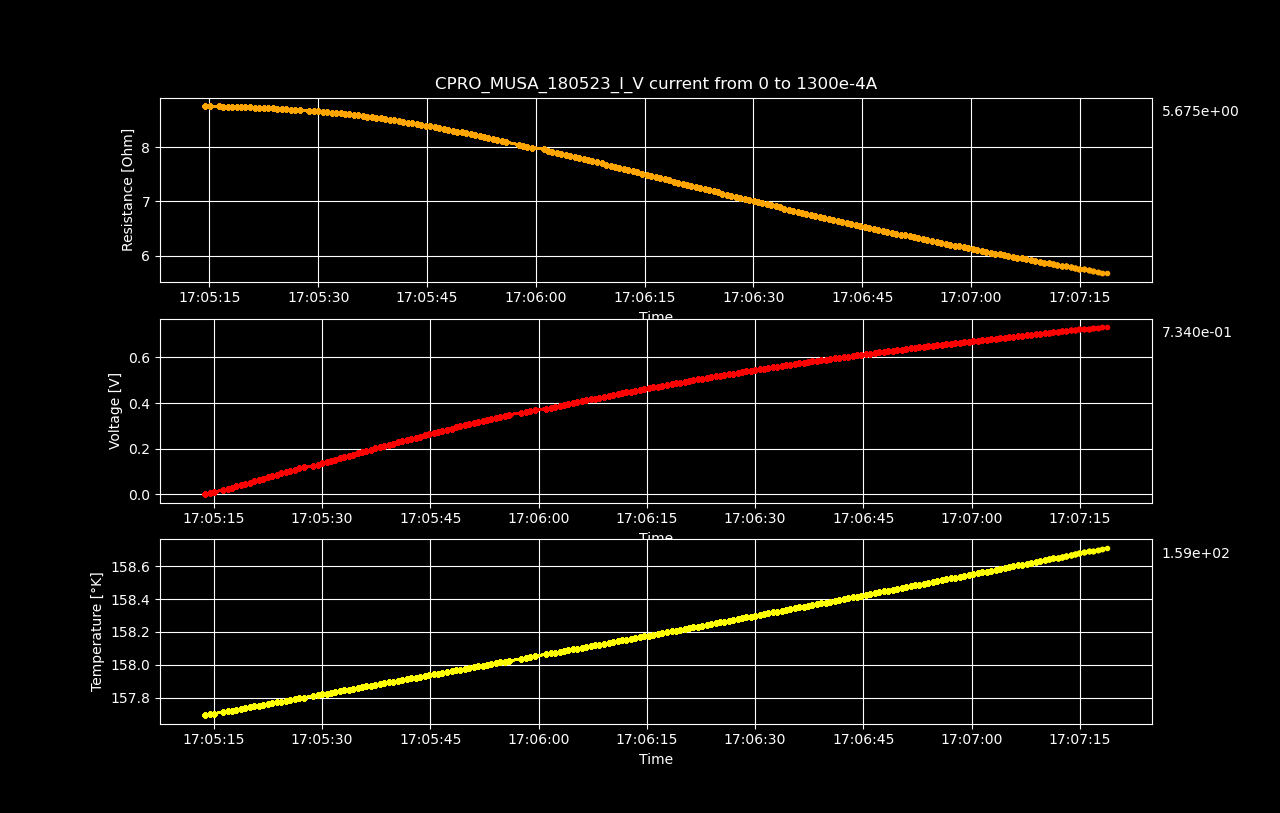 CPRO_MUSA_180523_I_V current from 0 to 1300e-4A
5.675e+00
Resistance [Ohm]
8
7
6
17:05:15 17:05:30 17:05:45 17:06:00 17:06:15 17:06:30 17:06:45 17:07:00 17:07:15
Time
7.340e-01
Voltage [V]
0.6
0.4
0.2
0.0
17:05:15 17:05:30 17:05:45 17:06:00 17:06:15 17:06:30 17:06:45 17:07:00 17:07:15
Time
1.59e+02
Temperature [°K]
158.6
158.4
158.2
158.0
157.8
17:05:15 17:05:30 17:05:45 17:06:00 17:06:15 17:06:30 17:06:45 17:07:00 17:07:15
Time